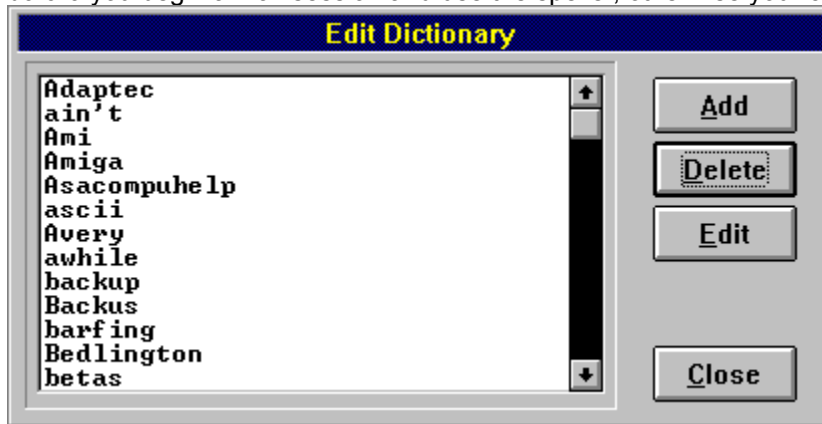 Edit Dictionary
Adaptec
ain't
Ami
Amiga
Asacompuhelp
ascii
Avery
awhile
backup
Backus
barfing
Bedlington
betas
Add
Delete
Edit
Close